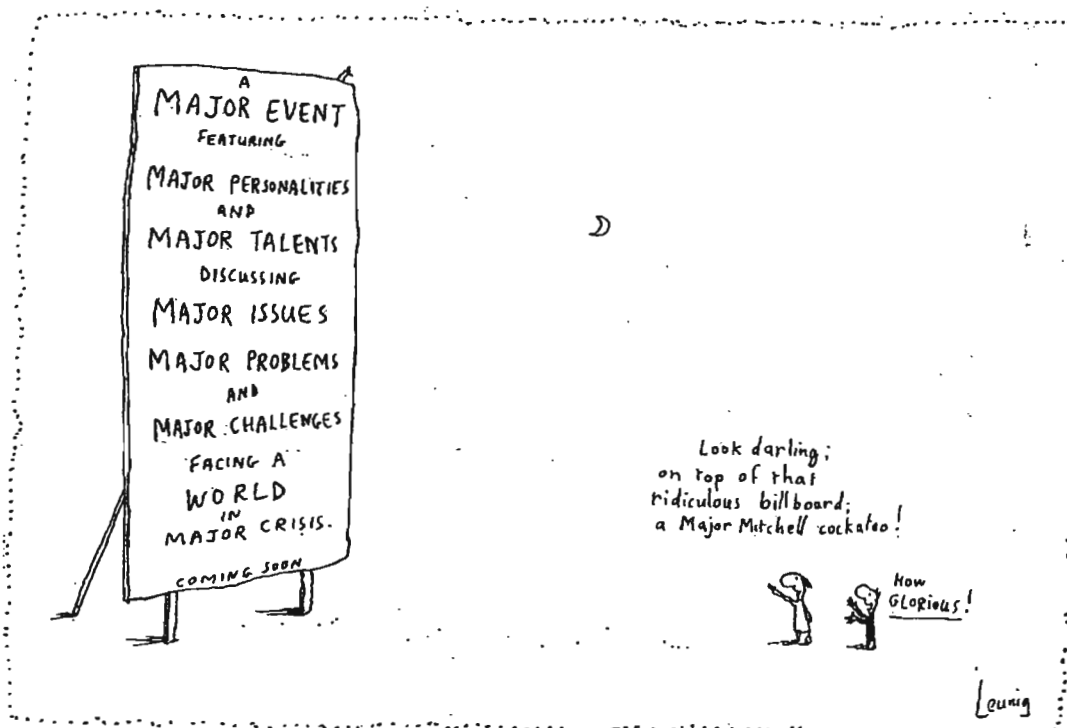 A
MAJOR EVENT
FEATURING
MAJOR PERSONALITIES
AND
MAJOR TALENTS
DISCUSSING
MAJOR ISSUES
MAJOR PROBLEMS
AND
MAJOR CHALLENGES
FACING A
WORLD
IN
MAJOR CRISIS.
COMING SOON
Look darling;
on top of that
ridiculous billboard;
a Major Mitchell cockatoo!
HOW
GLORIOUS!
Leunig